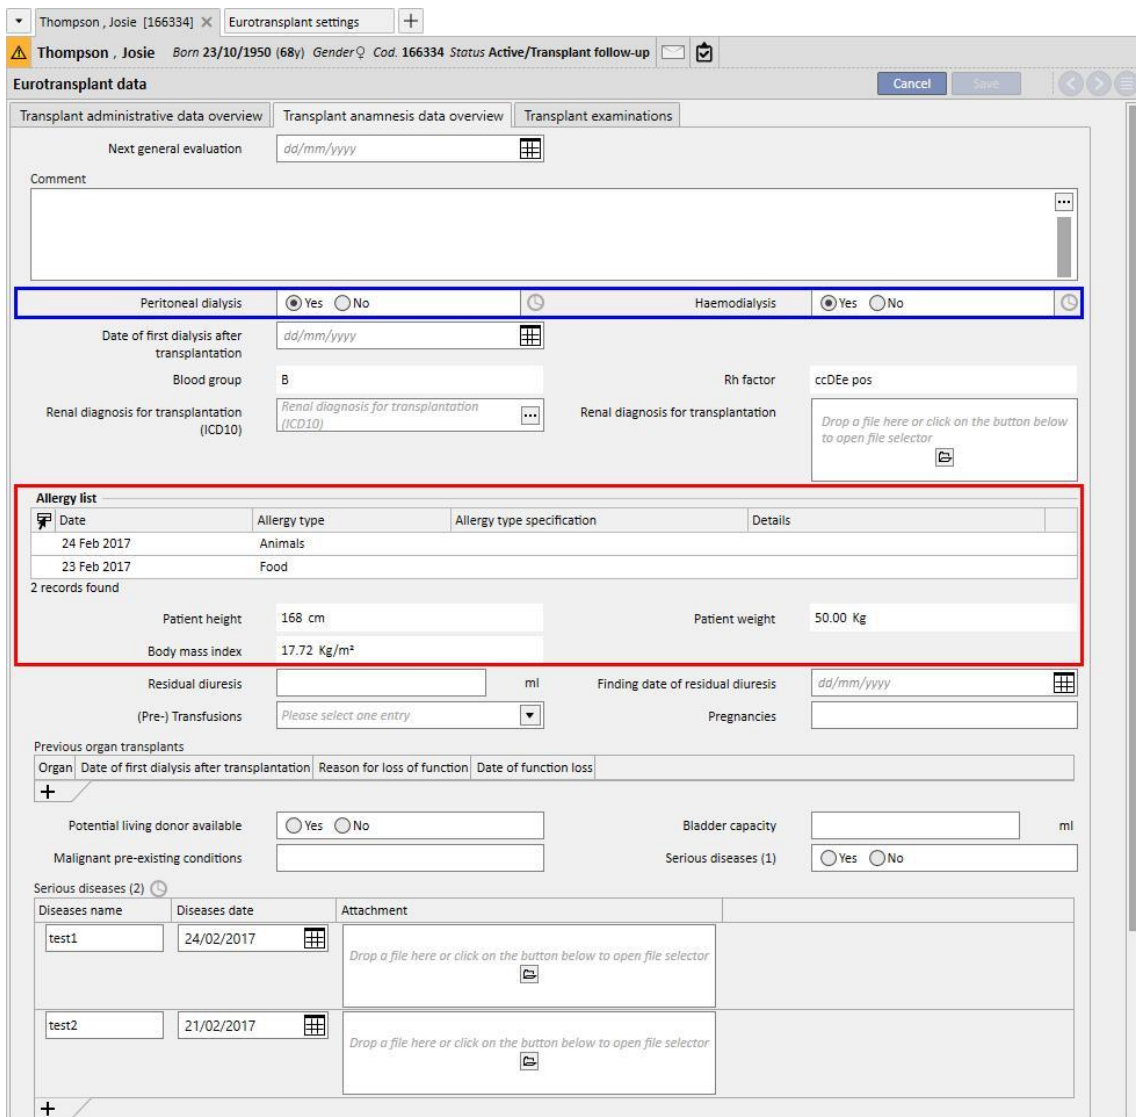 Thompson , Josie [166334] Eurotransplant settings
Thompson , Josie Born 23/10/1950 (68y) Gender♀ Cod. 166334 Status Active/Transplant follow-up
Eurotransplant data Cancel Save
Transplant administrative data overview Transplant anamnesis data overview Transplant examinations
Next general evaluation dd/mm/yyyy
Comment
Peritoneal dialysis Yes No Haemodialysis Yes No
Date of first dialysis after dd/mm/yyyy
transplantation
Blood group B Rh factor ccDEe pos
Renal diagnosis for transplantation Renal diagnosis for transplantation Renal diagnosis for transplantation
(ICD10) (ICD10)
Drop a file here or click on the button below
to open file selector
Allergy list
Date Allergy type Allergy type specification Details
24 Feb 2017 Animals
23 Feb 2017 Food
2 records found
Patient height 168 cm Patient weight 50.00 Kg
Body mass index 17.72 Kg/m²
Residual diuresis ml Finding date of residual diuresis dd/mm/yyyy
(Pre-) Transfusions Please select one entry Pregnancies
Previous organ transplants
Organ Date of first dialysis after transplantation Reason for loss of function Date of function loss
Potential living donor available Yes No Bladder capacity ml
Malignant pre-existing conditions Serious diseases (1) Yes No
Serious diseases (2)
Diseases name Diseases date Attachment
test1 24/02/2017
Drop a file here or click on the button below to open file selector
test2 21/02/2017
Drop a file here or click on the button below to open file selector